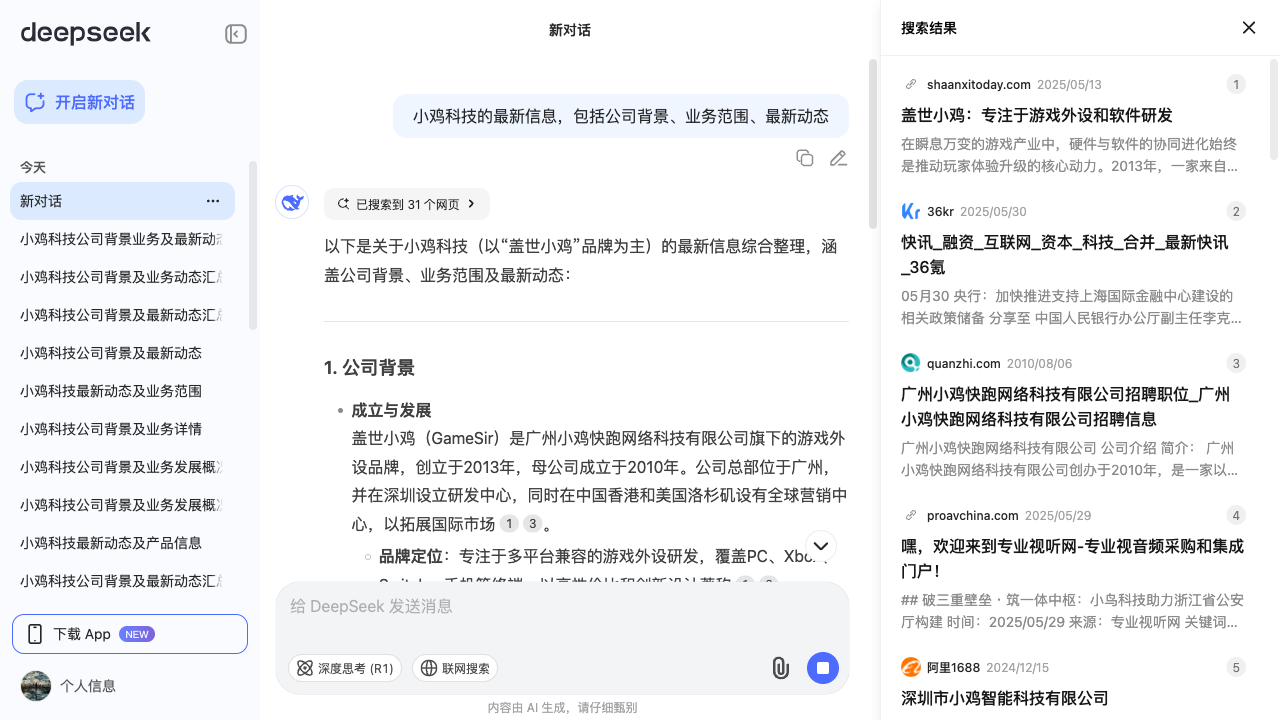 deepseek
开启新对话
今天
新对话
小鸡科技公司背景业务及最新动
小鸡科技公司背景及业务动态汇
小鸡科技公司背景及最新动态汇
小鸡科技公司背景及最新动态
小鸡科技最新动态及业务范围
小鸡科技公司背景及业务详情
小鸡科技公司背景及业务发展概
小鸡科技公司背景及业务发展概
小鸡科技最新动态及产品信息
小鸡科技公司背景及最新动态汇
下载 App NEW
个人信息
新对话
小鸡科技的最新信息，包括公司背景、业务范围、最新动态
已搜索到 31 个网页
以下是关于小鸡科技（以“盖世小鸡”品牌为主）的最新信息综合整理，涵
盖公司背景、业务范围及最新动态：
1. 公司背景
成立与发展
盖世小鸡（GameSir）是广州小鸡快跑网络科技有限公司旗下的游戏外
设品牌，创立于2013年，母公司成立于2010年。公司总部位于广州，
并在深圳设立研发中心，同时在中国香港和美国洛杉矶设有全球营销中
心，以拓展国际市场 1 3 。
品牌定位：专注于多平台兼容的游戏外设研发，覆盖PC、Xbox、
给 DeepSeek 发送消息
深度思考 (R1)
联网搜索
内容由 AI 生成，请仔细甄别
搜索结果
shaanxitoday.com 2025/05/13 1
盖世小鸡：专注于游戏外设和软件研发
在瞬息万变的游戏产业中，硬件与软件的协同进化始终
是推动玩家体验升级的核心动力。2013年，一家来自...
36kr 2025/05/30 2
快讯_融资_互联网_资本_科技_合并_最新快讯
_36氪
05月30 央行：加快推进支持上海国际金融中心建设的
相关政策储备 分享至 中国人民银行办公厅副主任李克...
quanzhi.com 2010/08/06 3
广州小鸡快跑网络科技有限公司招聘职位_广州
小鸡快跑网络科技有限公司招聘信息
广州小鸡快跑网络科技有限公司 公司介绍 简介： 广州
小鸡快跑网络科技有限公司创办于2010年，是一家以...
proavchina.com 2025/05/29 4
嘿，欢迎来到专业视听网-专业视音频采购和集成
门户！
## 破三重壁垒・筑一体中枢：小鸟科技助力浙江省公安
厅构建 时间：2025/05/29 来源：专业视听网 关键词...
阿里1688 2024/12/15 5
深圳市小鸡智能科技有限公司